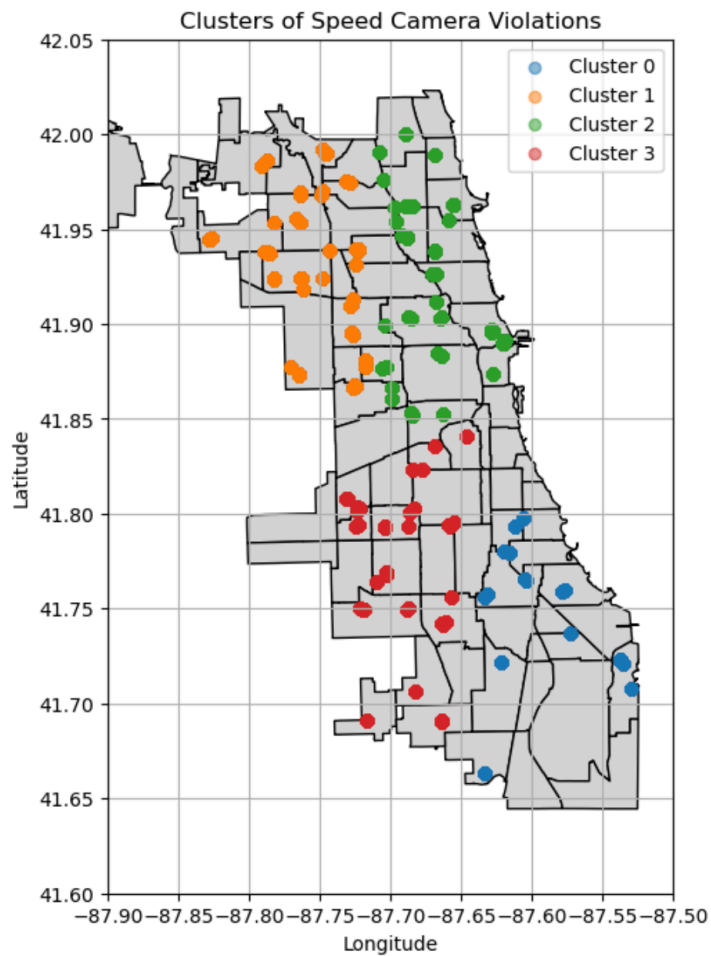 Clusters of Speed Camera Violations
Cluster 0
Cluster 1
Cluster 2
Cluster 3
42.05
42.00
41.95
41.90
41.85
41.80
41.75
41.70
41.65
41.60
Latitude
−87.90−87.85−87.80−87.75−87.70−87.65−87.60−87.55−87.50
Longitude